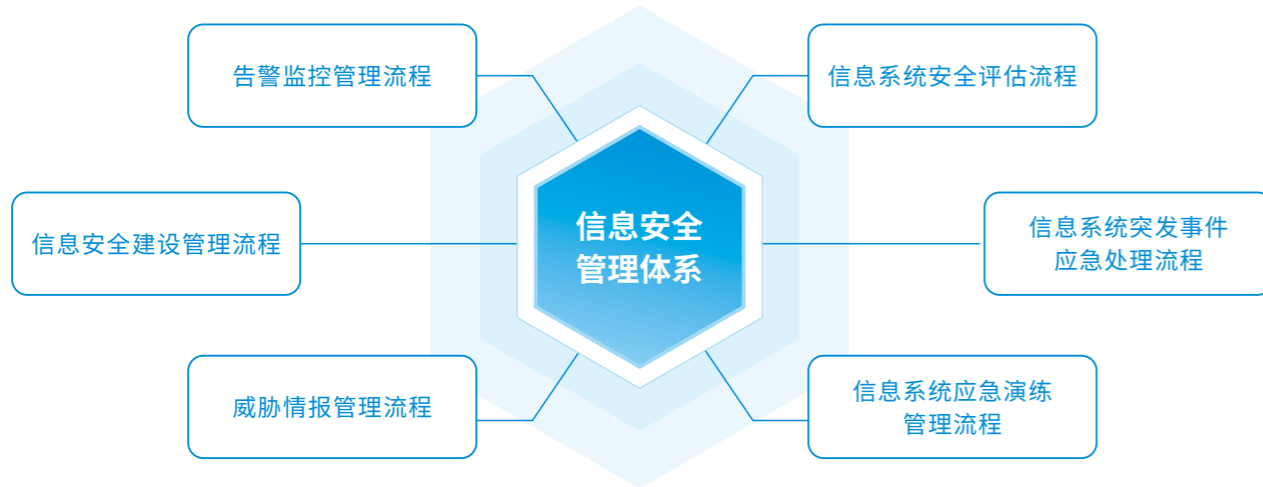 告警监控管理流程
信息系统安全评估流程
信息安全建设管理流程
信息安全
管理体系
信息系统突发事件
应急处理流程
威胁情报管理流程
信息系统应急演练
管理流程